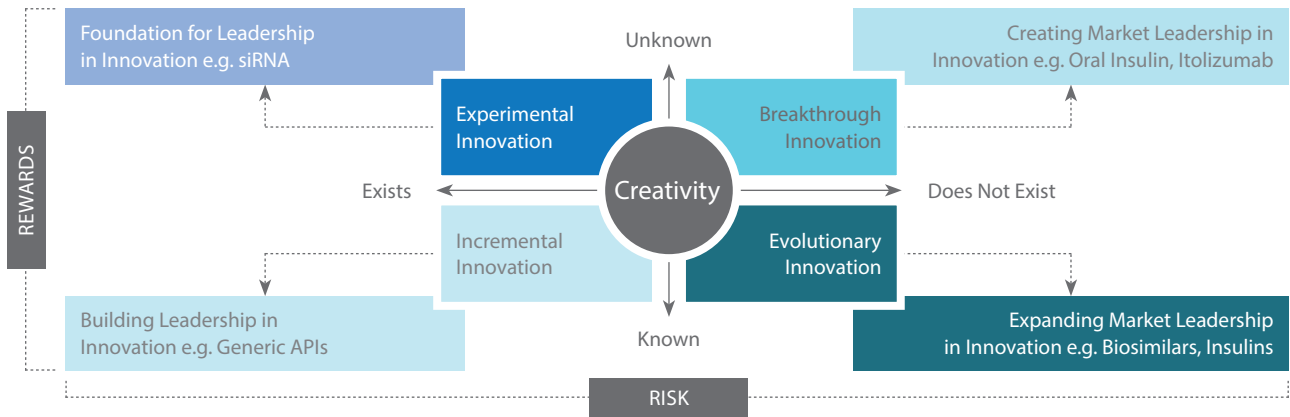 Foundation for Leadership
in Innovation e.g. siRNA
Unknown
Creating Market Leadership in
Innovation e.g. Oral Insulin, Itolizumab
Experimental
Innovation
Breakthrough
Innovation
REWARDS
Exists
Creativity
Does Not Exist
Incremental
Innovation
Evolutionary
Innovation
Building Leadership in
Innovation e.g. Generic APIs
Known
Expanding Market Leadership
in Innovation e.g. Biosimilars, Insulins
RISK